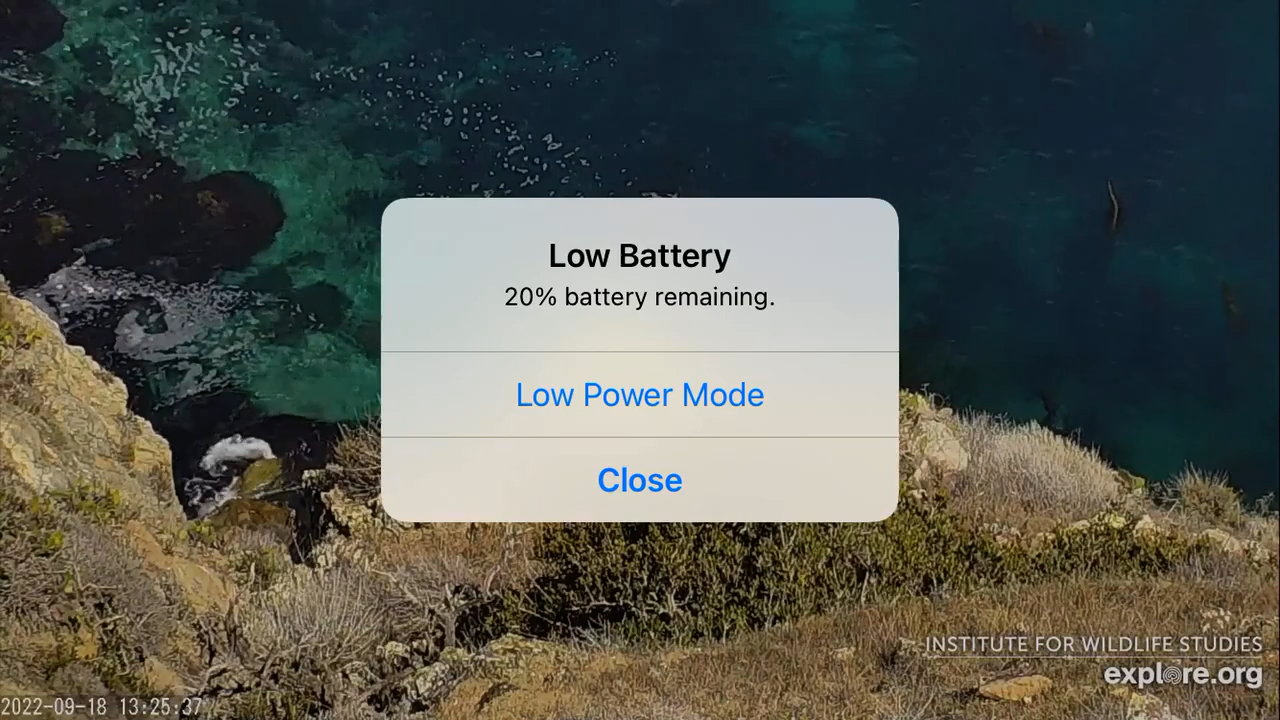 Low Battery
20% battery remaining.
Low Power Mode
Close
INSTITUTE FOR WILDLIFE STUDIES
explore.org
2022-09-18 13:25:37